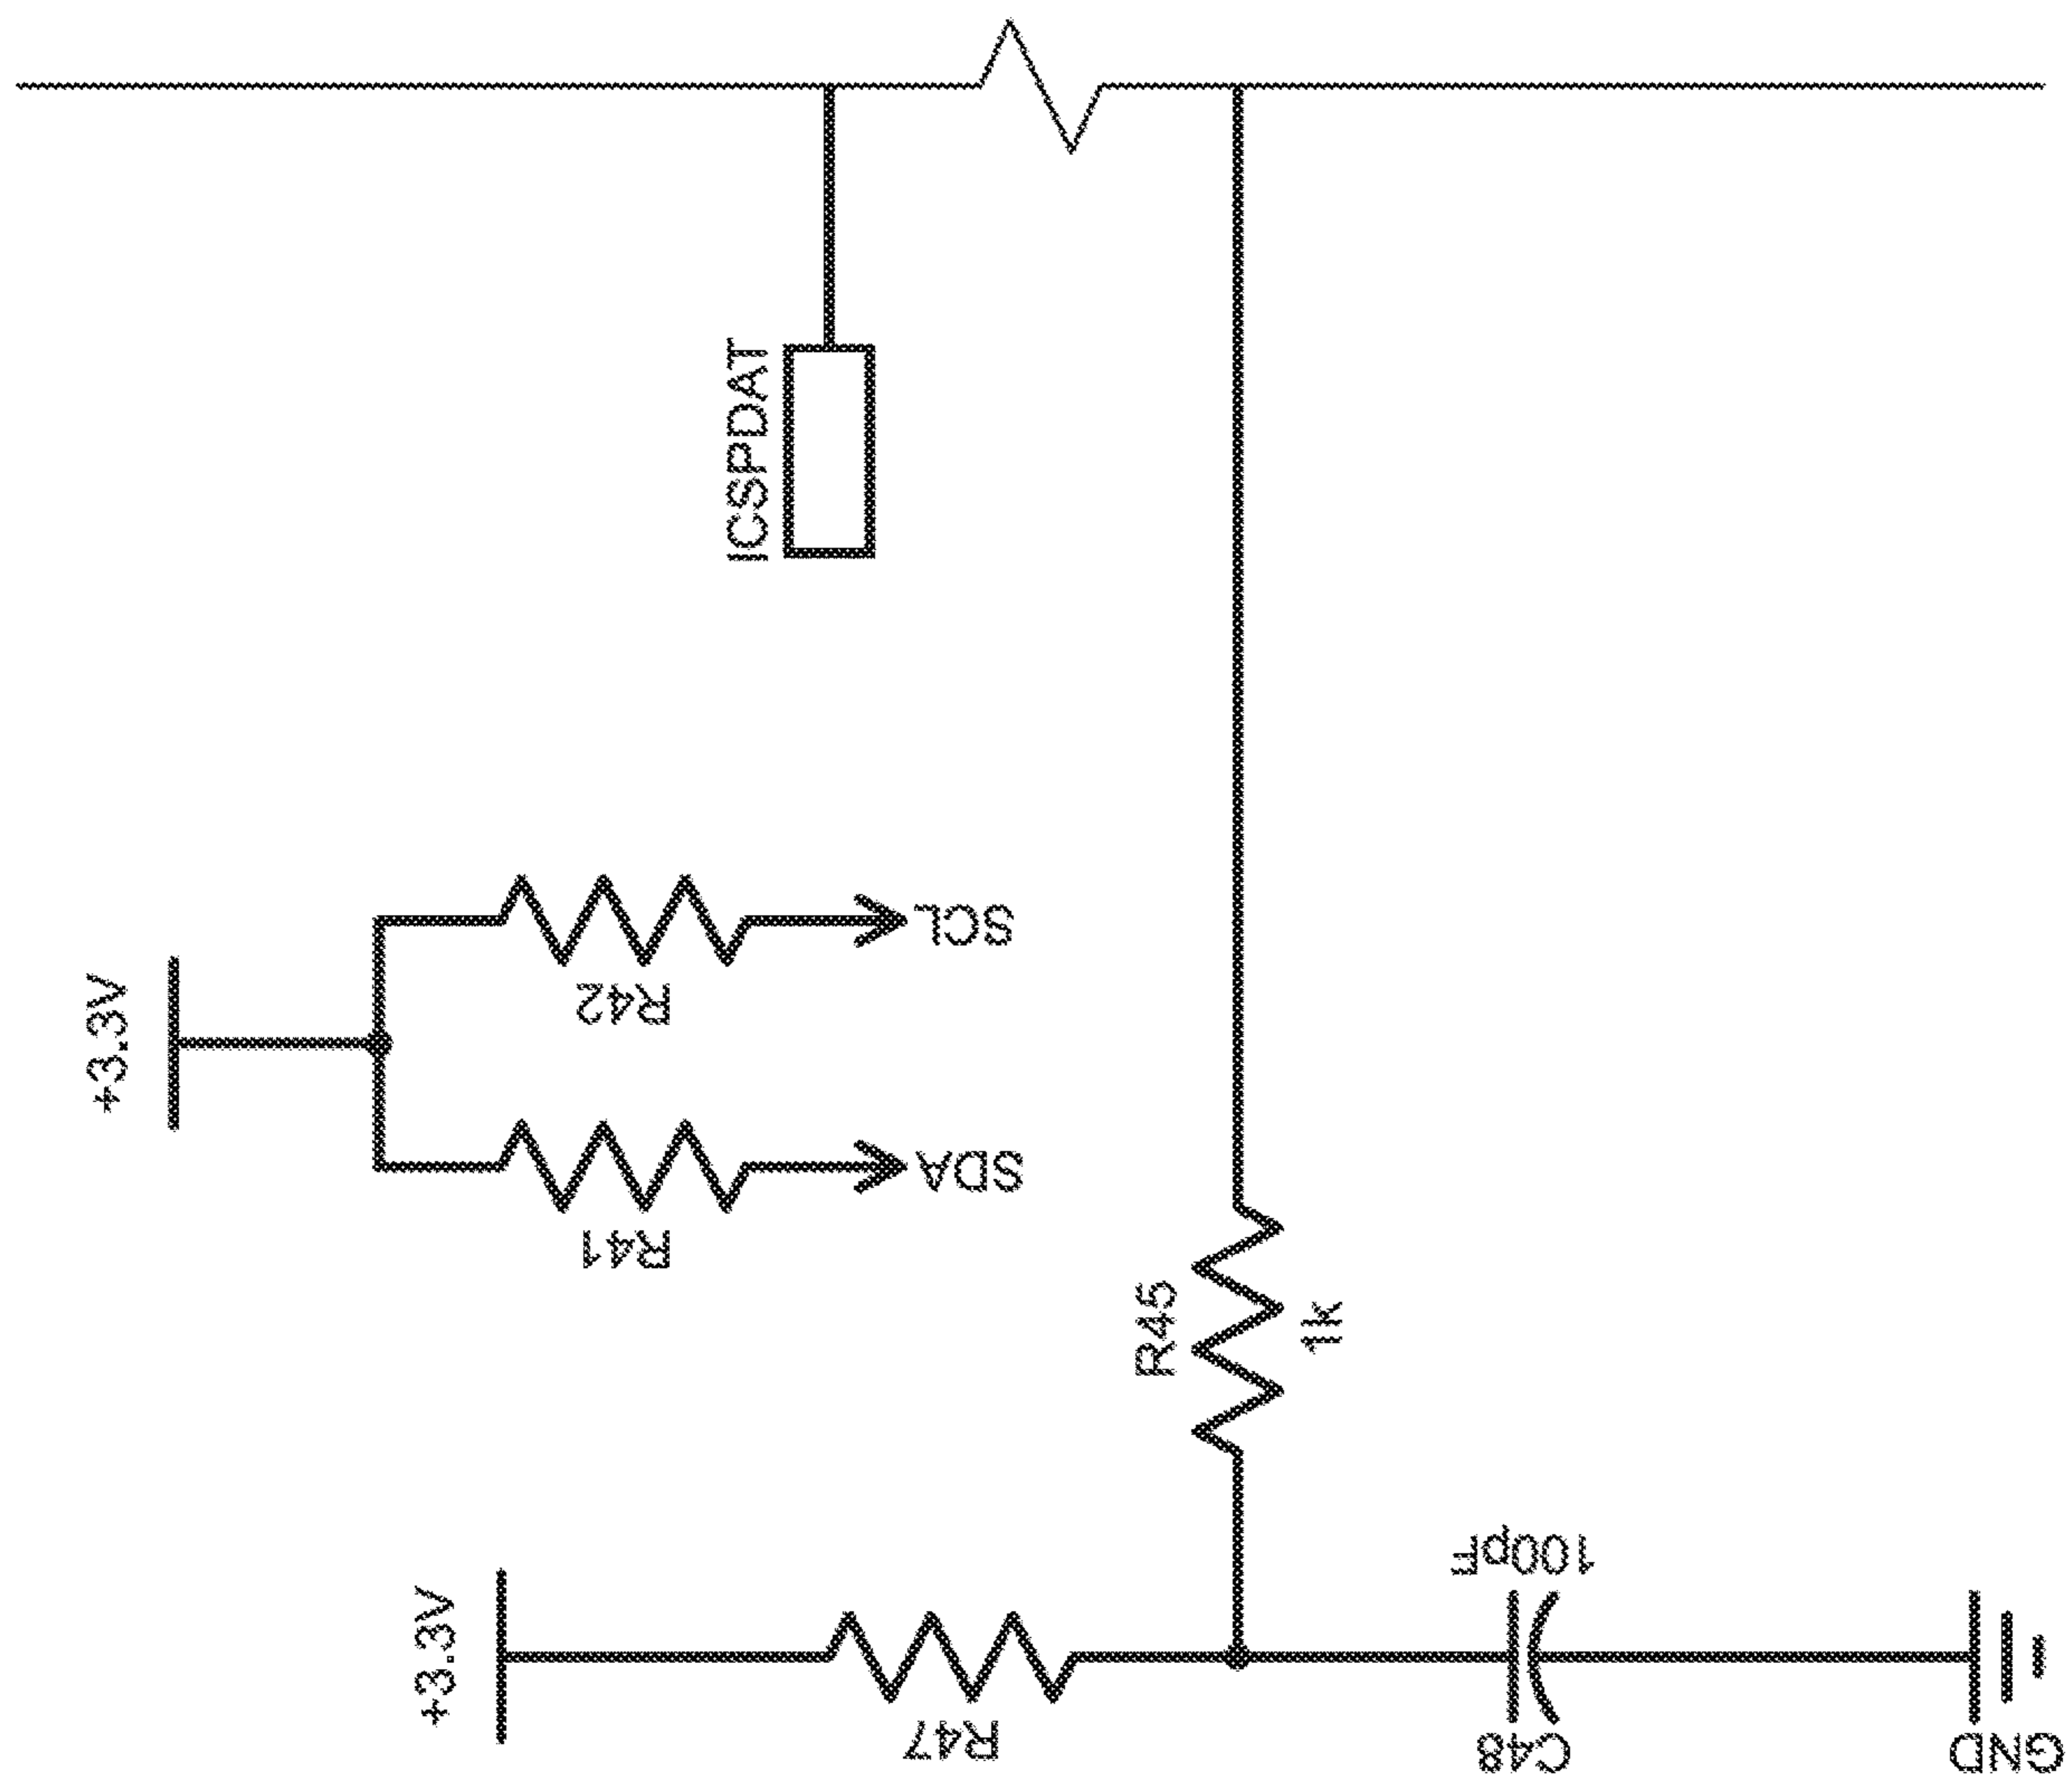 ICSPDAT
+3.3V
SCL
R42
SDA
R41
R45
1k
+3.3V
R47
100pF
C48
GND